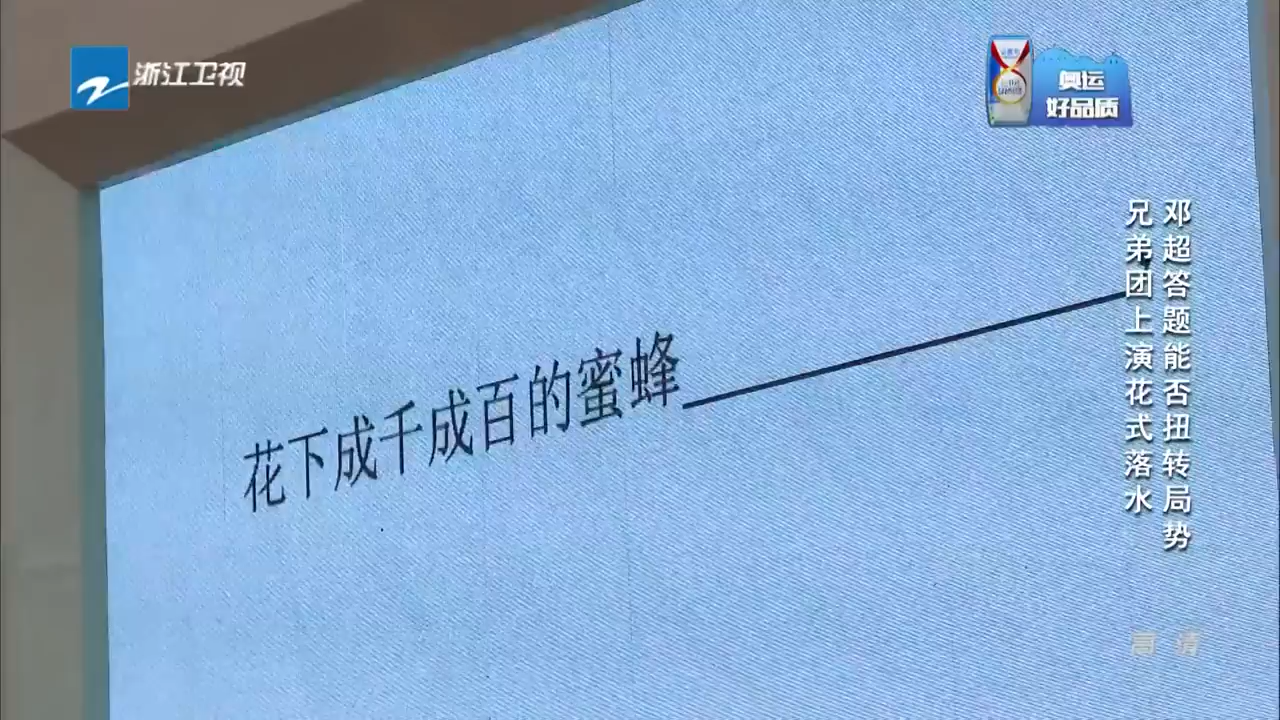 浙江卫视
奥运
好品质
邓超答题能否扭转局势
兄弟团上演花式落水
花下成千成百的蜜蜂
高清